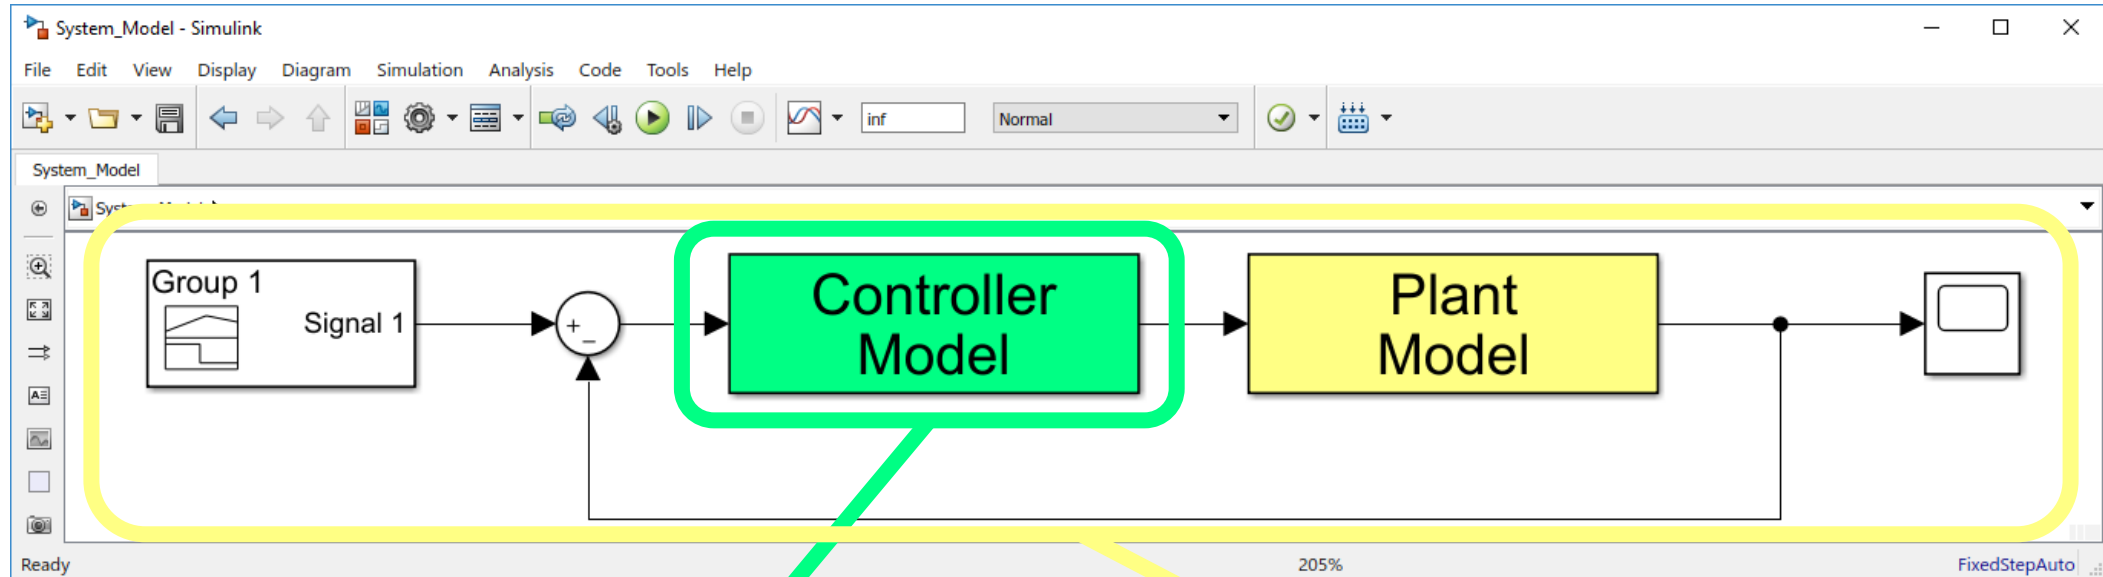 System_Model - Simulink
File Edit View Display Diagram Simulation Analysis Code Tools Help
inf Normal
System_Model
Group 1
Signal 1
+
−
Controller
Model
Plant
Model
Ready 205% FixedStepAuto